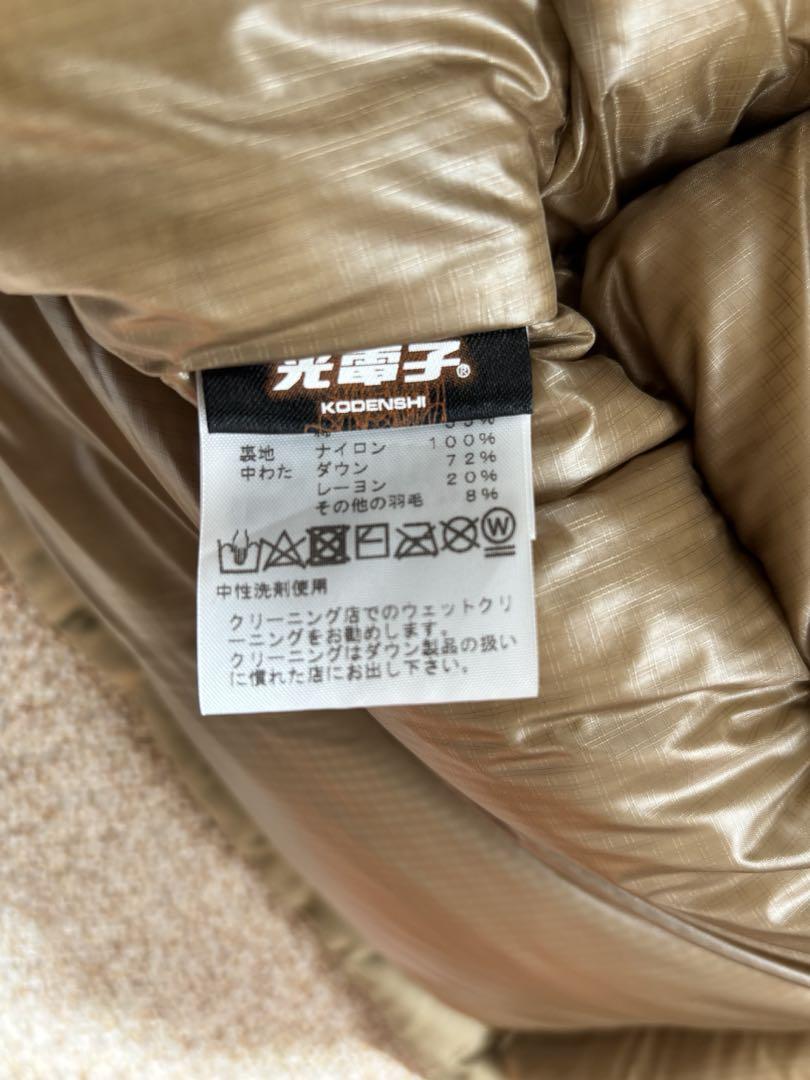 光電子®
KODENSHI
裏地 ナイロン 100%
中わた ダウン 72%
レーヨン 20%
その他の羽毛 8%
W
中性洗剤使用
クリーニング店でのウェットクリ
ーニングをお勧めします。
クリーニングはダウン製品の扱い
に慣れた店にお出し下さい。